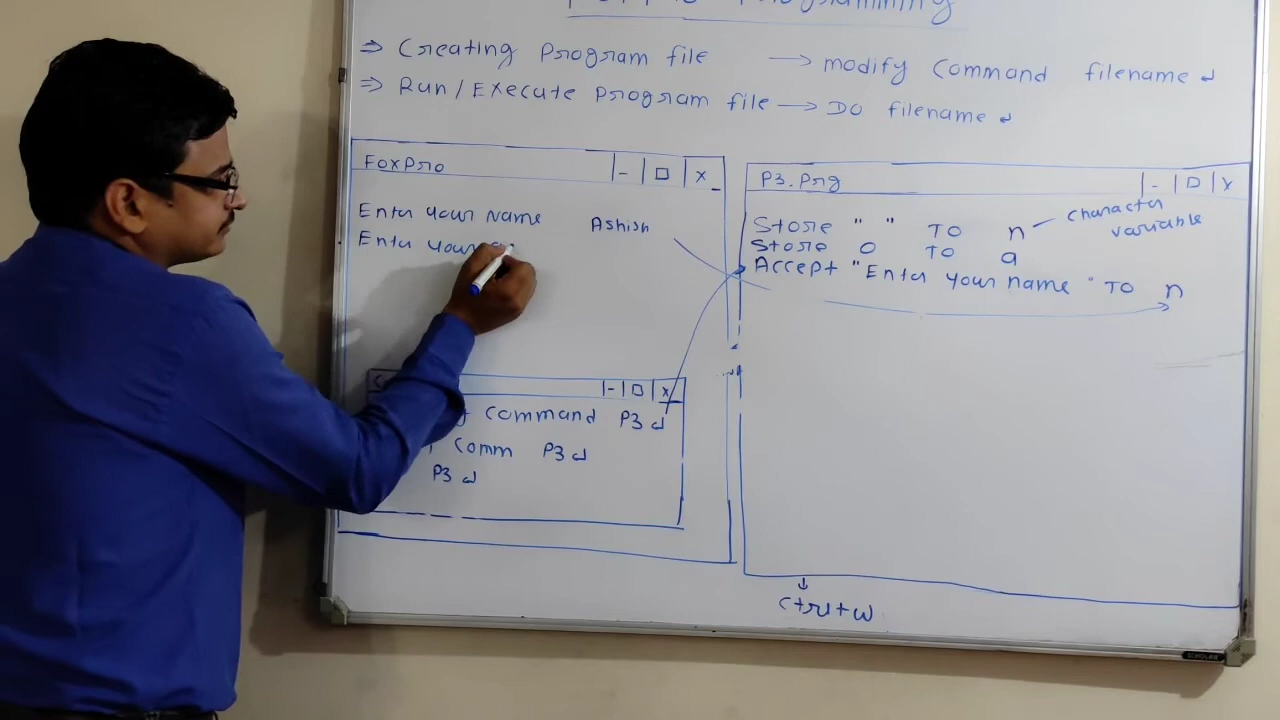 Programming
⇒ Creating Program file → modify Command filename ↲
⇒ Run/Execute Program file → DO filename ↲
FoxPro - □ x
Enter your Name Ashish
Enter your
Command P3 ↲
Comm P3 ↲
P3 ↲
P3.Prg - □ x
Store " " TO n character variable
Store 0 TO a
Accept "Enter your name" TO n
↓
Ctrl+w